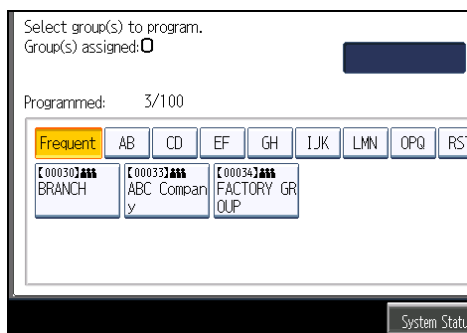 Select group(s) to program.
Group(s) assigned:0
Programmed: 3/100
Frequent AB CD EF GH IJK LMN OPQ RST
【00030】 【00033】 【00034】
BRANCH ABC Compan FACTORY GR
y OUP
System Statu